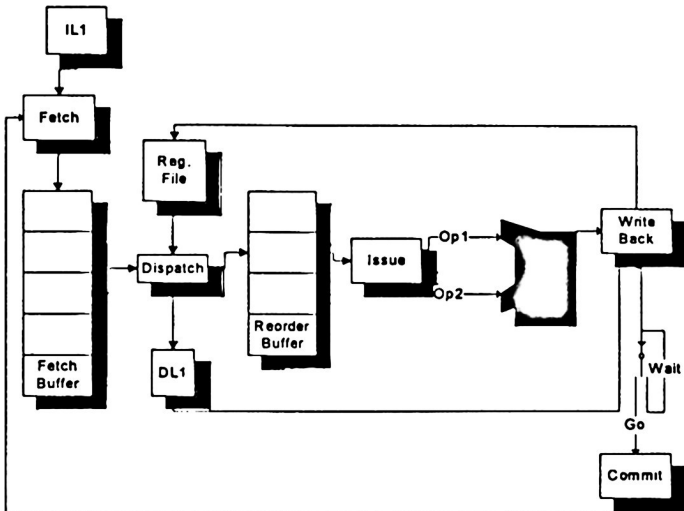 IL1
Fetch
Reg.
File
Write
Back
Op1
Issue
Dispatch
Op2
Reorder
Buffer
Fetch
Buffer
DL1
Wait
Go
Commit